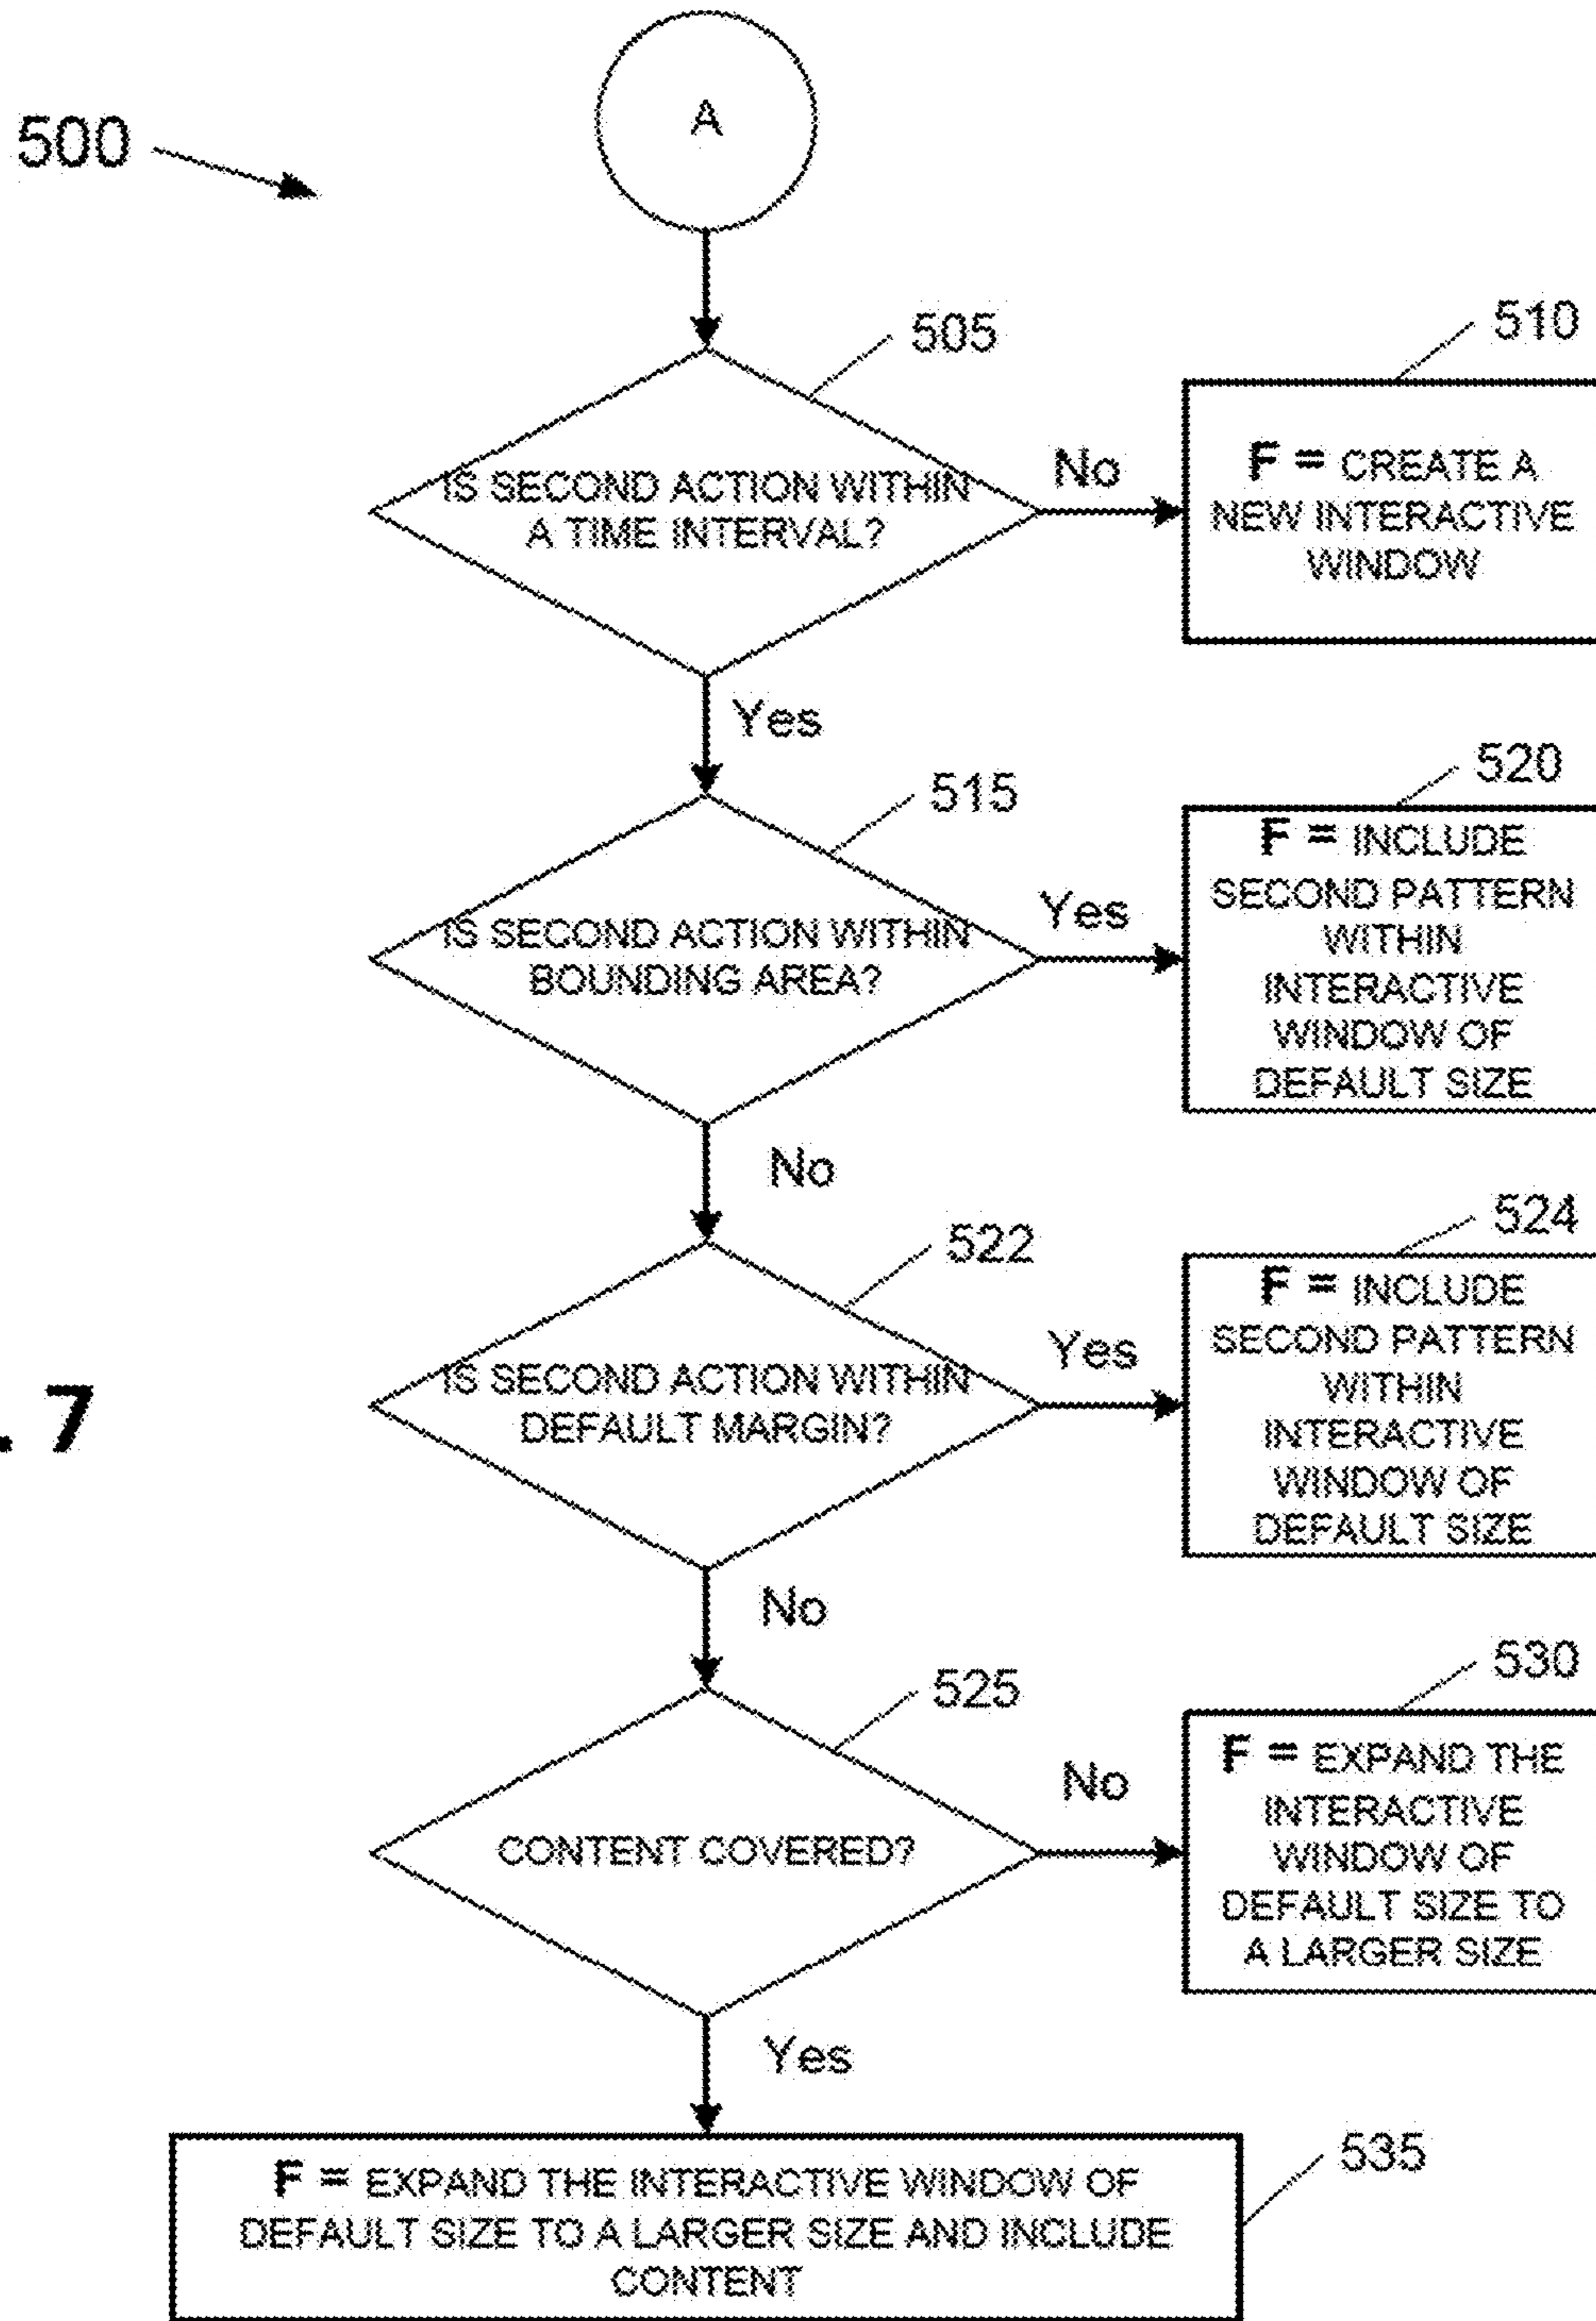 A
500
505
IS SECOND ACTION WITHIN
A TIME INTERVAL?
No
510
F = CREATE A
NEW INTERACTIVE
WINDOW
Yes
515
IS SECOND ACTION WITHIN
BOUNDING AREA?
Yes
520
F = INCLUDE
SECOND PATTERN
WITHIN
INTERACTIVE
WINDOW OF
DEFAULT SIZE
No
522
IS SECOND ACTION WITHIN
DEFAULT MARGIN?
Yes
524
F = INCLUDE
SECOND PATTERN
WITHIN
INTERACTIVE
WINDOW OF
DEFAULT SIZE
. 7
No
525
CONTENT COVERED?
No
530
F = EXPAND THE
INTERACTIVE
WINDOW OF
DEFAULT SIZE TO
A LARGER SIZE
Yes
535
F = EXPAND THE INTERACTIVE WINDOW OF
DEFAULT SIZE TO A LARGER SIZE AND INCLUDE
CONTENT